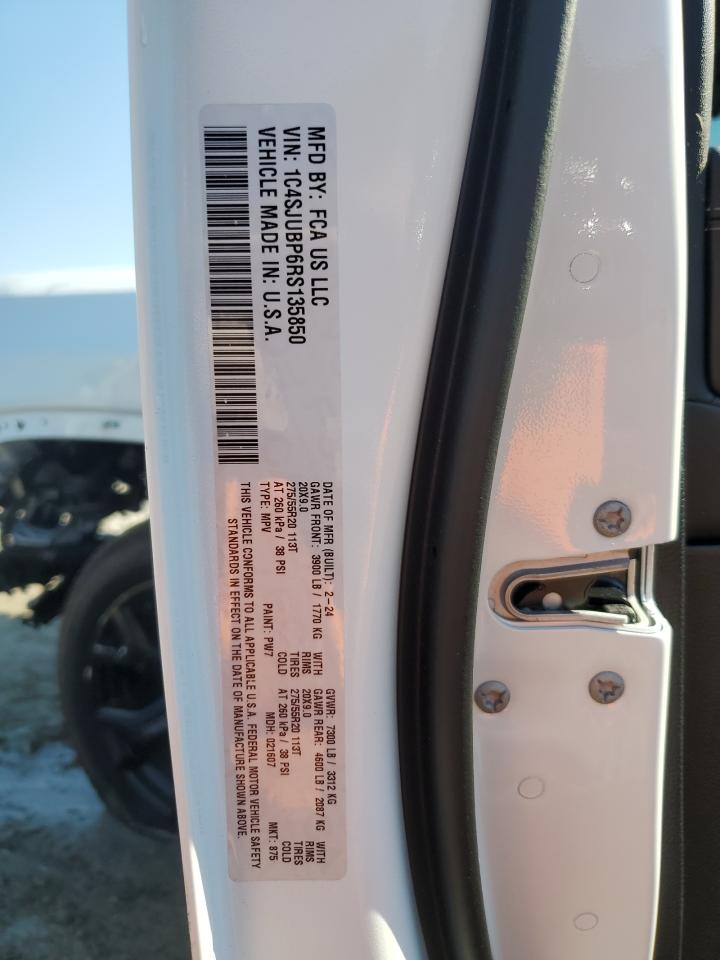 MFD BY: FCA US LLC
VIN: 1C4SJUBP6RS135850
VEHICLE MADE IN: U.S.A.
DATE OF MFR (BUILT): 2-24 GVWR: 7300 LB / 3312 KG
GAWR FRONT: 3900 LB / 1770 KG WITH GAWR REAR: 4600 LB / 2087 KG WITH
20X9.0 RIMS 20X9.0 RIMS
275/55R20 113T TIRES 275/55R20 113T TIRES
AT 260 kPa / 38 PSI COLD AT 260 kPa / 38 PSI COLD
TYPE: MPV PAINT: PW7 MDH: 021607 MKT: 875
THIS VEHICLE CONFORMS TO ALL APPLICABLE U.S.A. FEDERAL MOTOR VEHICLE SAFETY
STANDARDS IN EFFECT ON THE DATE OF MANUFACTURE SHOWN ABOVE.